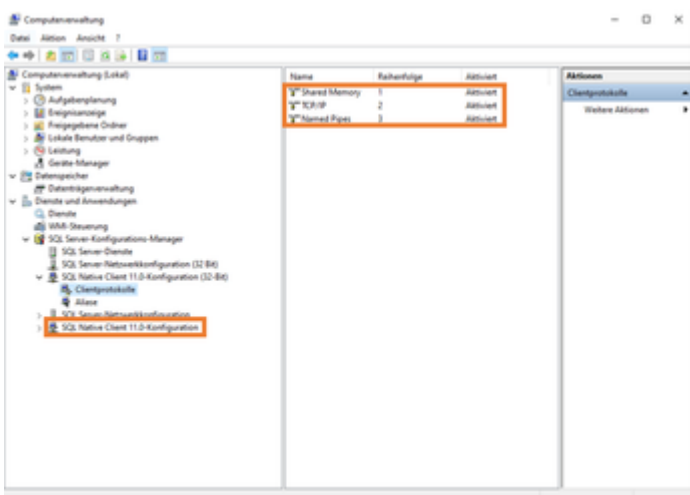 Computerverwaltung
Datei Aktion Ansicht ?
Computerverwaltung (Lokal)
System
Aufgabenplanung
Ereignisanzeige
Freigegebene Ordner
Lokale Benutzer und Gruppen
Leistung
Geräte-Manager
Datenspeicher
Datenträgerverwaltung
Dienste und Anwendungen
Dienste
WMI-Steuerung
SQL Server-Konfigurations-Manager
SQL Server-Dienste
SQL Server-Netzwerkkonfiguration (32 Bit)
SQL Native Client 11.0-Konfiguration (32-Bit)
Clientprotokolle
Aliase
SQL Server-Netzwerkkonfiguration
SQL Native Client 11.0-Konfiguration
Name Reihenfolge Aktiviert
Shared Memory 1 Aktiviert
TCP/IP 2 Aktiviert
Named Pipes 3 Aktiviert
Aktionen
Clientprotokolle
Weitere Aktionen